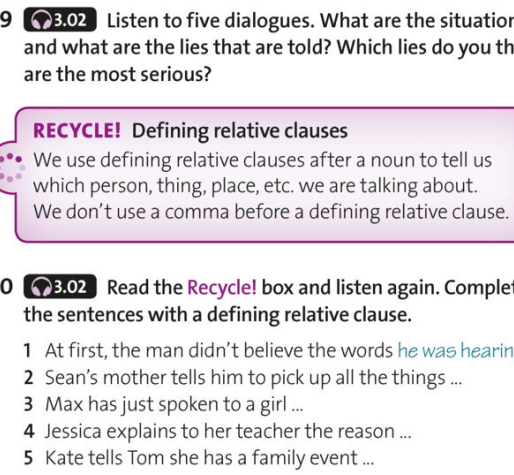 9 3.02 Listen to five dialogues. What are the situation
and what are the lies that are told? Which lies do you th
are the most serious?
RECYCLE! Defining relative clauses
We use defining relative clauses after a noun to tell us
which person, thing, place, etc. we are talking about.
We don't use a comma before a defining relative clause.
0 3.02 Read the Recycle! box and listen again. Complet
the sentences with a defining relative clause.
1 At first, the man didn't believe the words he was hearin
2 Sean's mother tells him to pick up all the things ...
3 Max has just spoken to a girl ...
4 Jessica explains to her teacher the reason ...
5 Kate tells Tom she has a family event ...